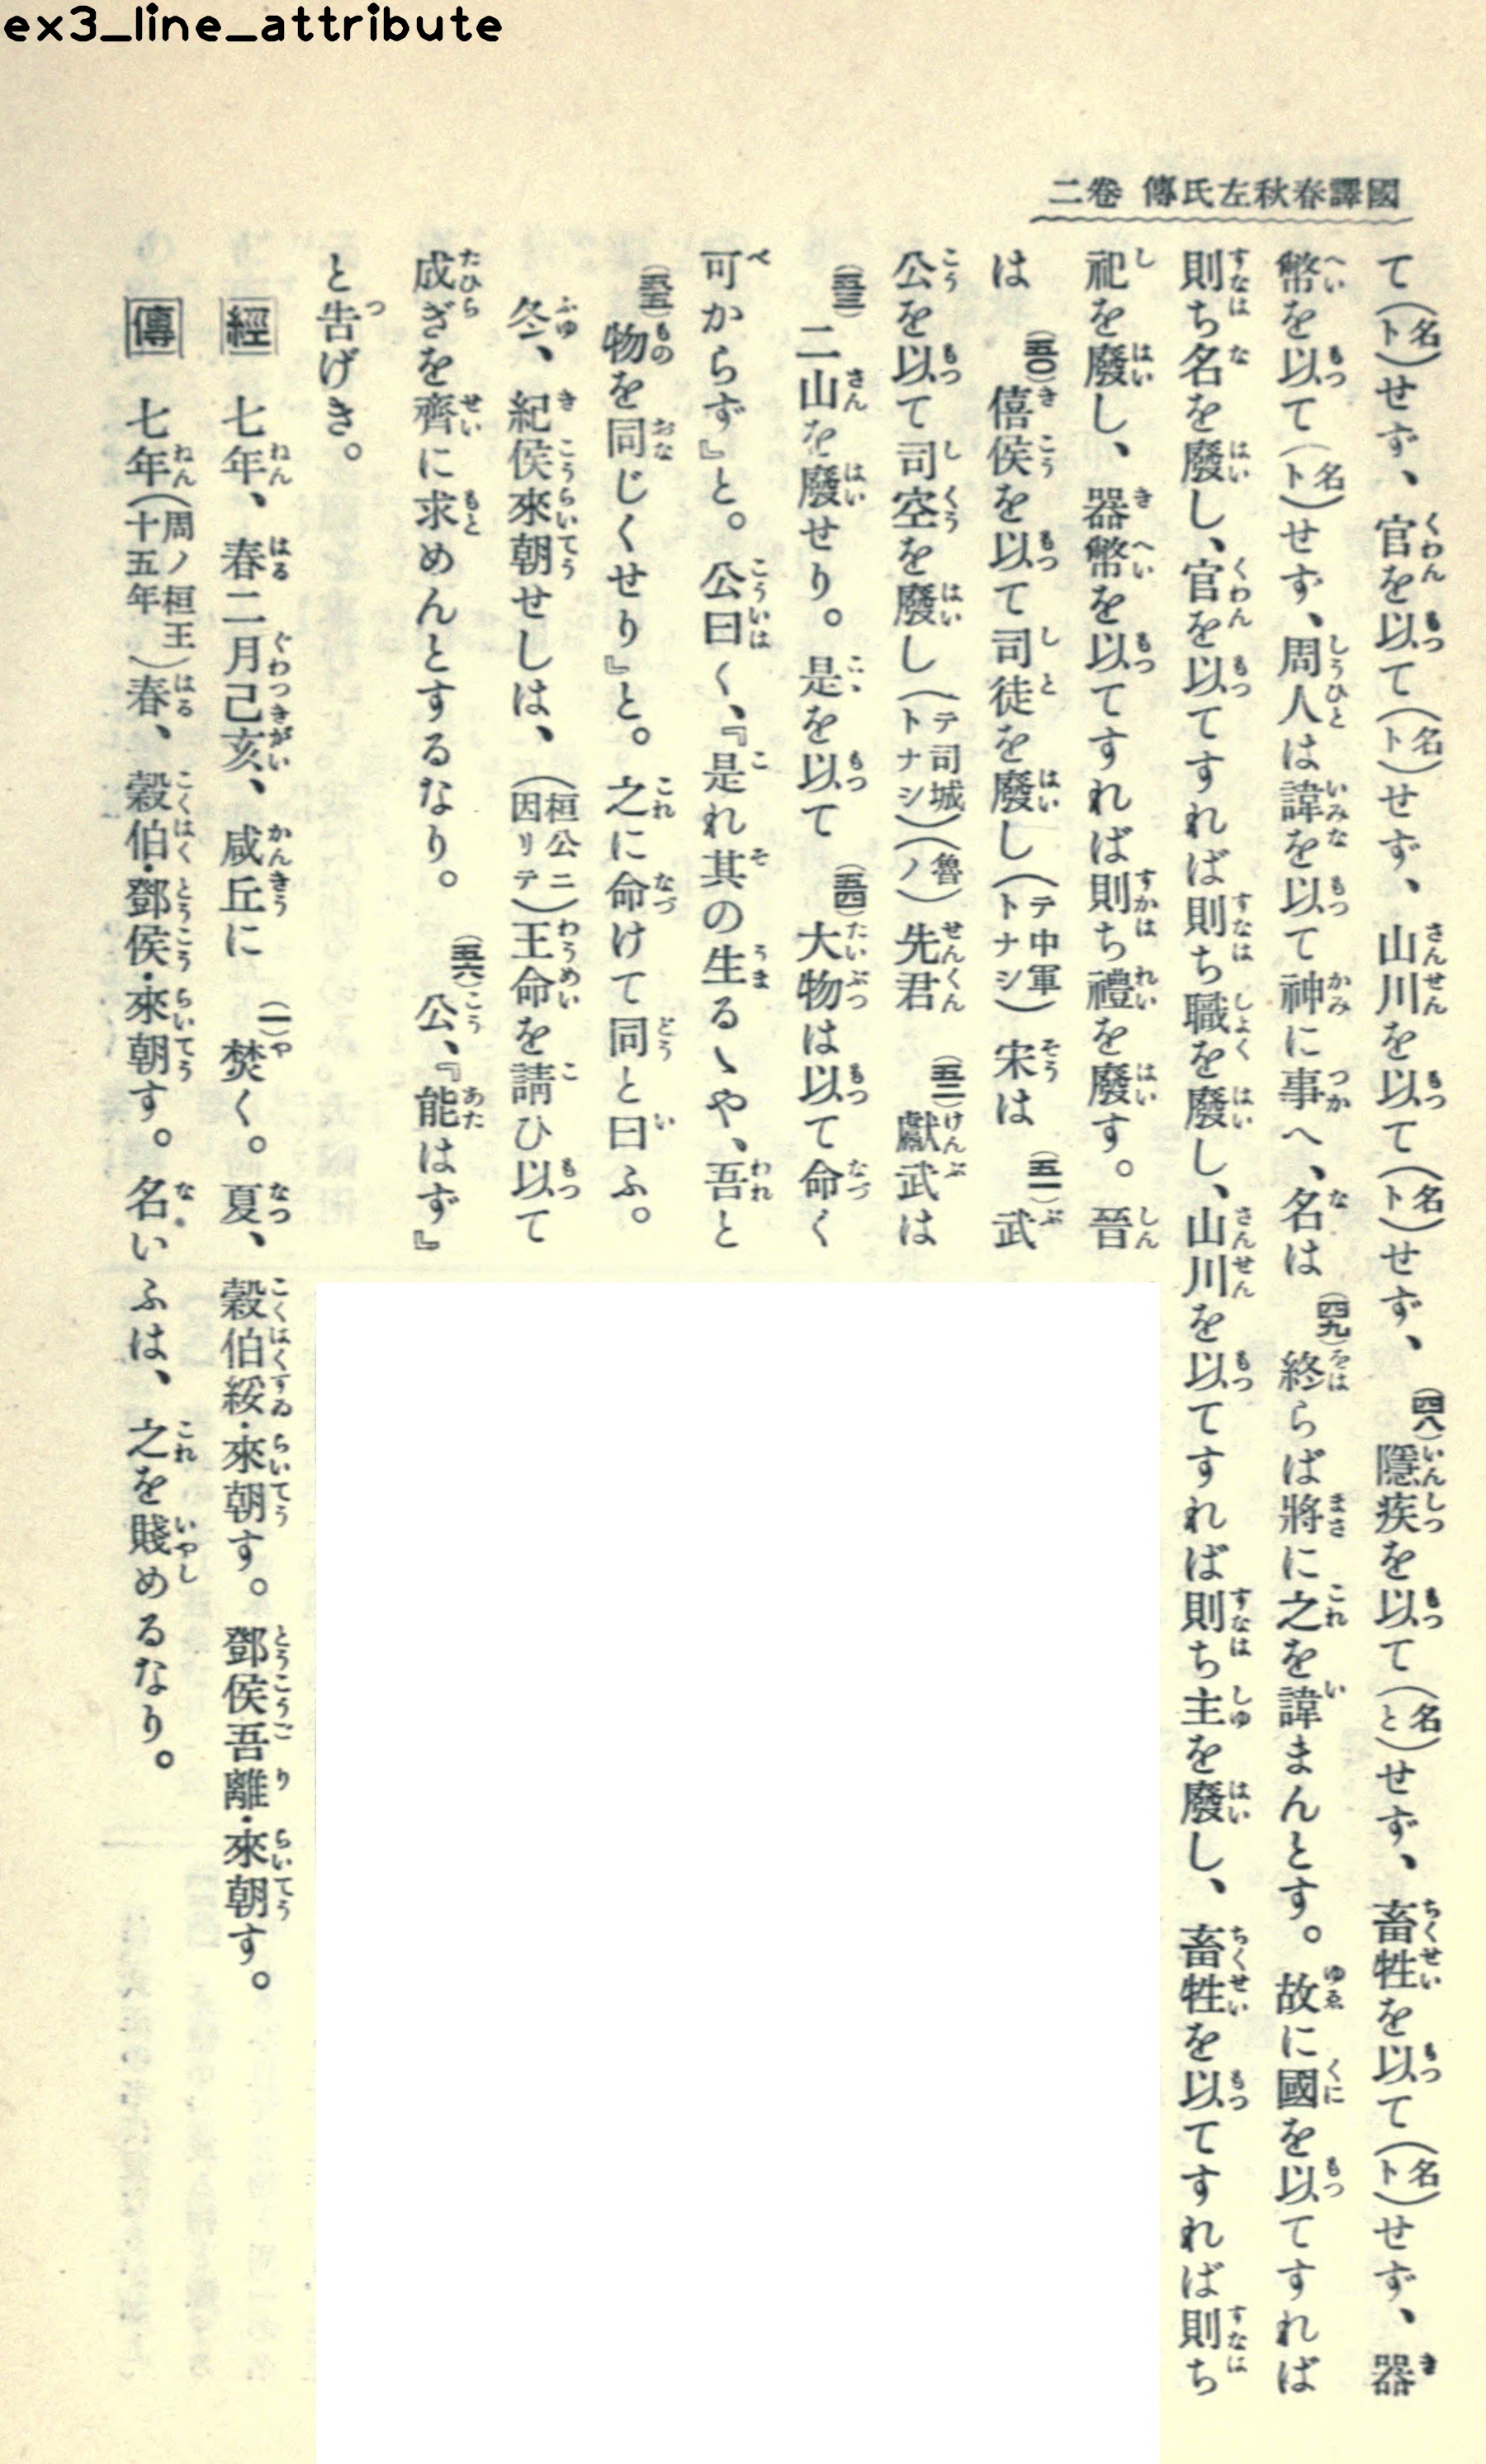 ex3_line_attribute
國譯春秋左氏傳 卷二
て(名ト)せず、官を以て(名ト)せず、山川を以て(名ト)せず、(四八)隱疾を以て(名と)せず、畜牲を以て(名ト)せず、器
幣を以て(名ト)せず、周人は諱を以て神に事へ、名は(四九)終らば將に之を諱まんとす。故に國を以てすれば
則ち名を廢し、官を以てすれば則ち職を廢し、山川を以てすれば則ち主を廢し、畜牲を以てすれば則ち
祀を廢し、器幣を以てすれば則ち禮を廢す。晉
は(五〇)僖侯を以て司徒を廢し(テ中軍トナシ)宋は(五一)武
公を以て司空を廢し(テ司城トナシ)(魯ノ)先君(五二)獻武は
(五三)二山を廢せり。是を以て(五四)大物は以て命く
可からず』と。公曰く、『是れ其の生るゝや、吾と
(五五)物を同じくせり』と。之に命けて同と曰ふ。
冬、紀侯來朝せしは、(桓公ニ因リテ)王命を請ひ以て
成ぎを齊に求めんとするなり。(五六)公、『能はず』
と告げき。
經 七年、春二月己亥、咸丘に(一)焚く。夏、穀伯綏·來朝す。鄧侯吾離·來朝す。
傳 七年(周ノ桓王十五年)春、穀伯·鄧侯·來朝す。名いふは、之を賤めるなり。